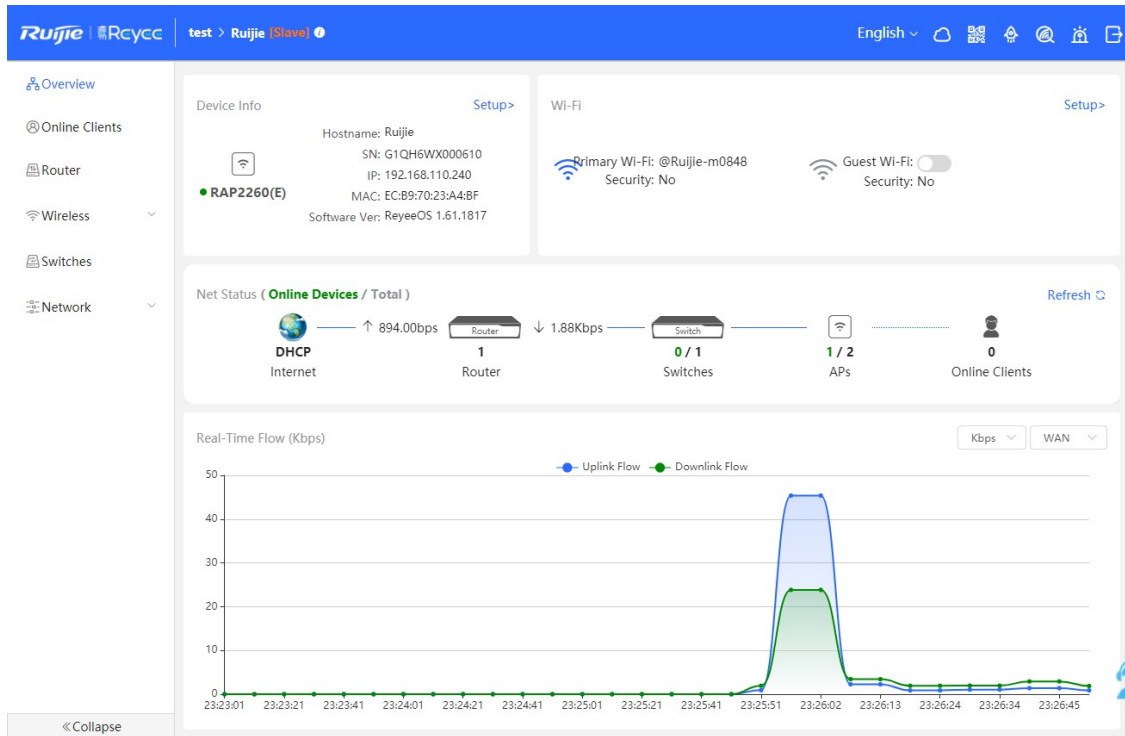 Ruijie | Rcycc test > Ruijie [Slave] English
Overview
Online Clients
Router
Wireless
Switches
Network
«Collapse
Device Info Setup>
RAP2260(E)
Hostname: Ruijie
SN: G1QH6WX000610
IP: 192.168.110.240
MAC: EC:B9:70:23:A4:BF
Software Ver: ReyeeOS 1.61.1817
Wi-Fi Setup>
Primary Wi-Fi: @Ruijie-m0848
Security: No
Guest Wi-Fi:
Security: No
Net Status ( Online Devices / Total ) Refresh
↑ 894.00bps Router ↓ 1.88Kbps Switch
DHCP 1 0 / 1 1 / 2 0
Internet Router Switches APs Online Clients
Real-Time Flow (Kbps) Kbps WAN
Uplink Flow Downlink Flow
50
40
30
20
10
0
23:23:01 23:23:21 23:23:41 23:24:01 23:24:21 23:24:41 23:25:01 23:25:21 23:25:41 23:25:51 23:26:02 23:26:13 23:26:24 23:26:34 23:26:45